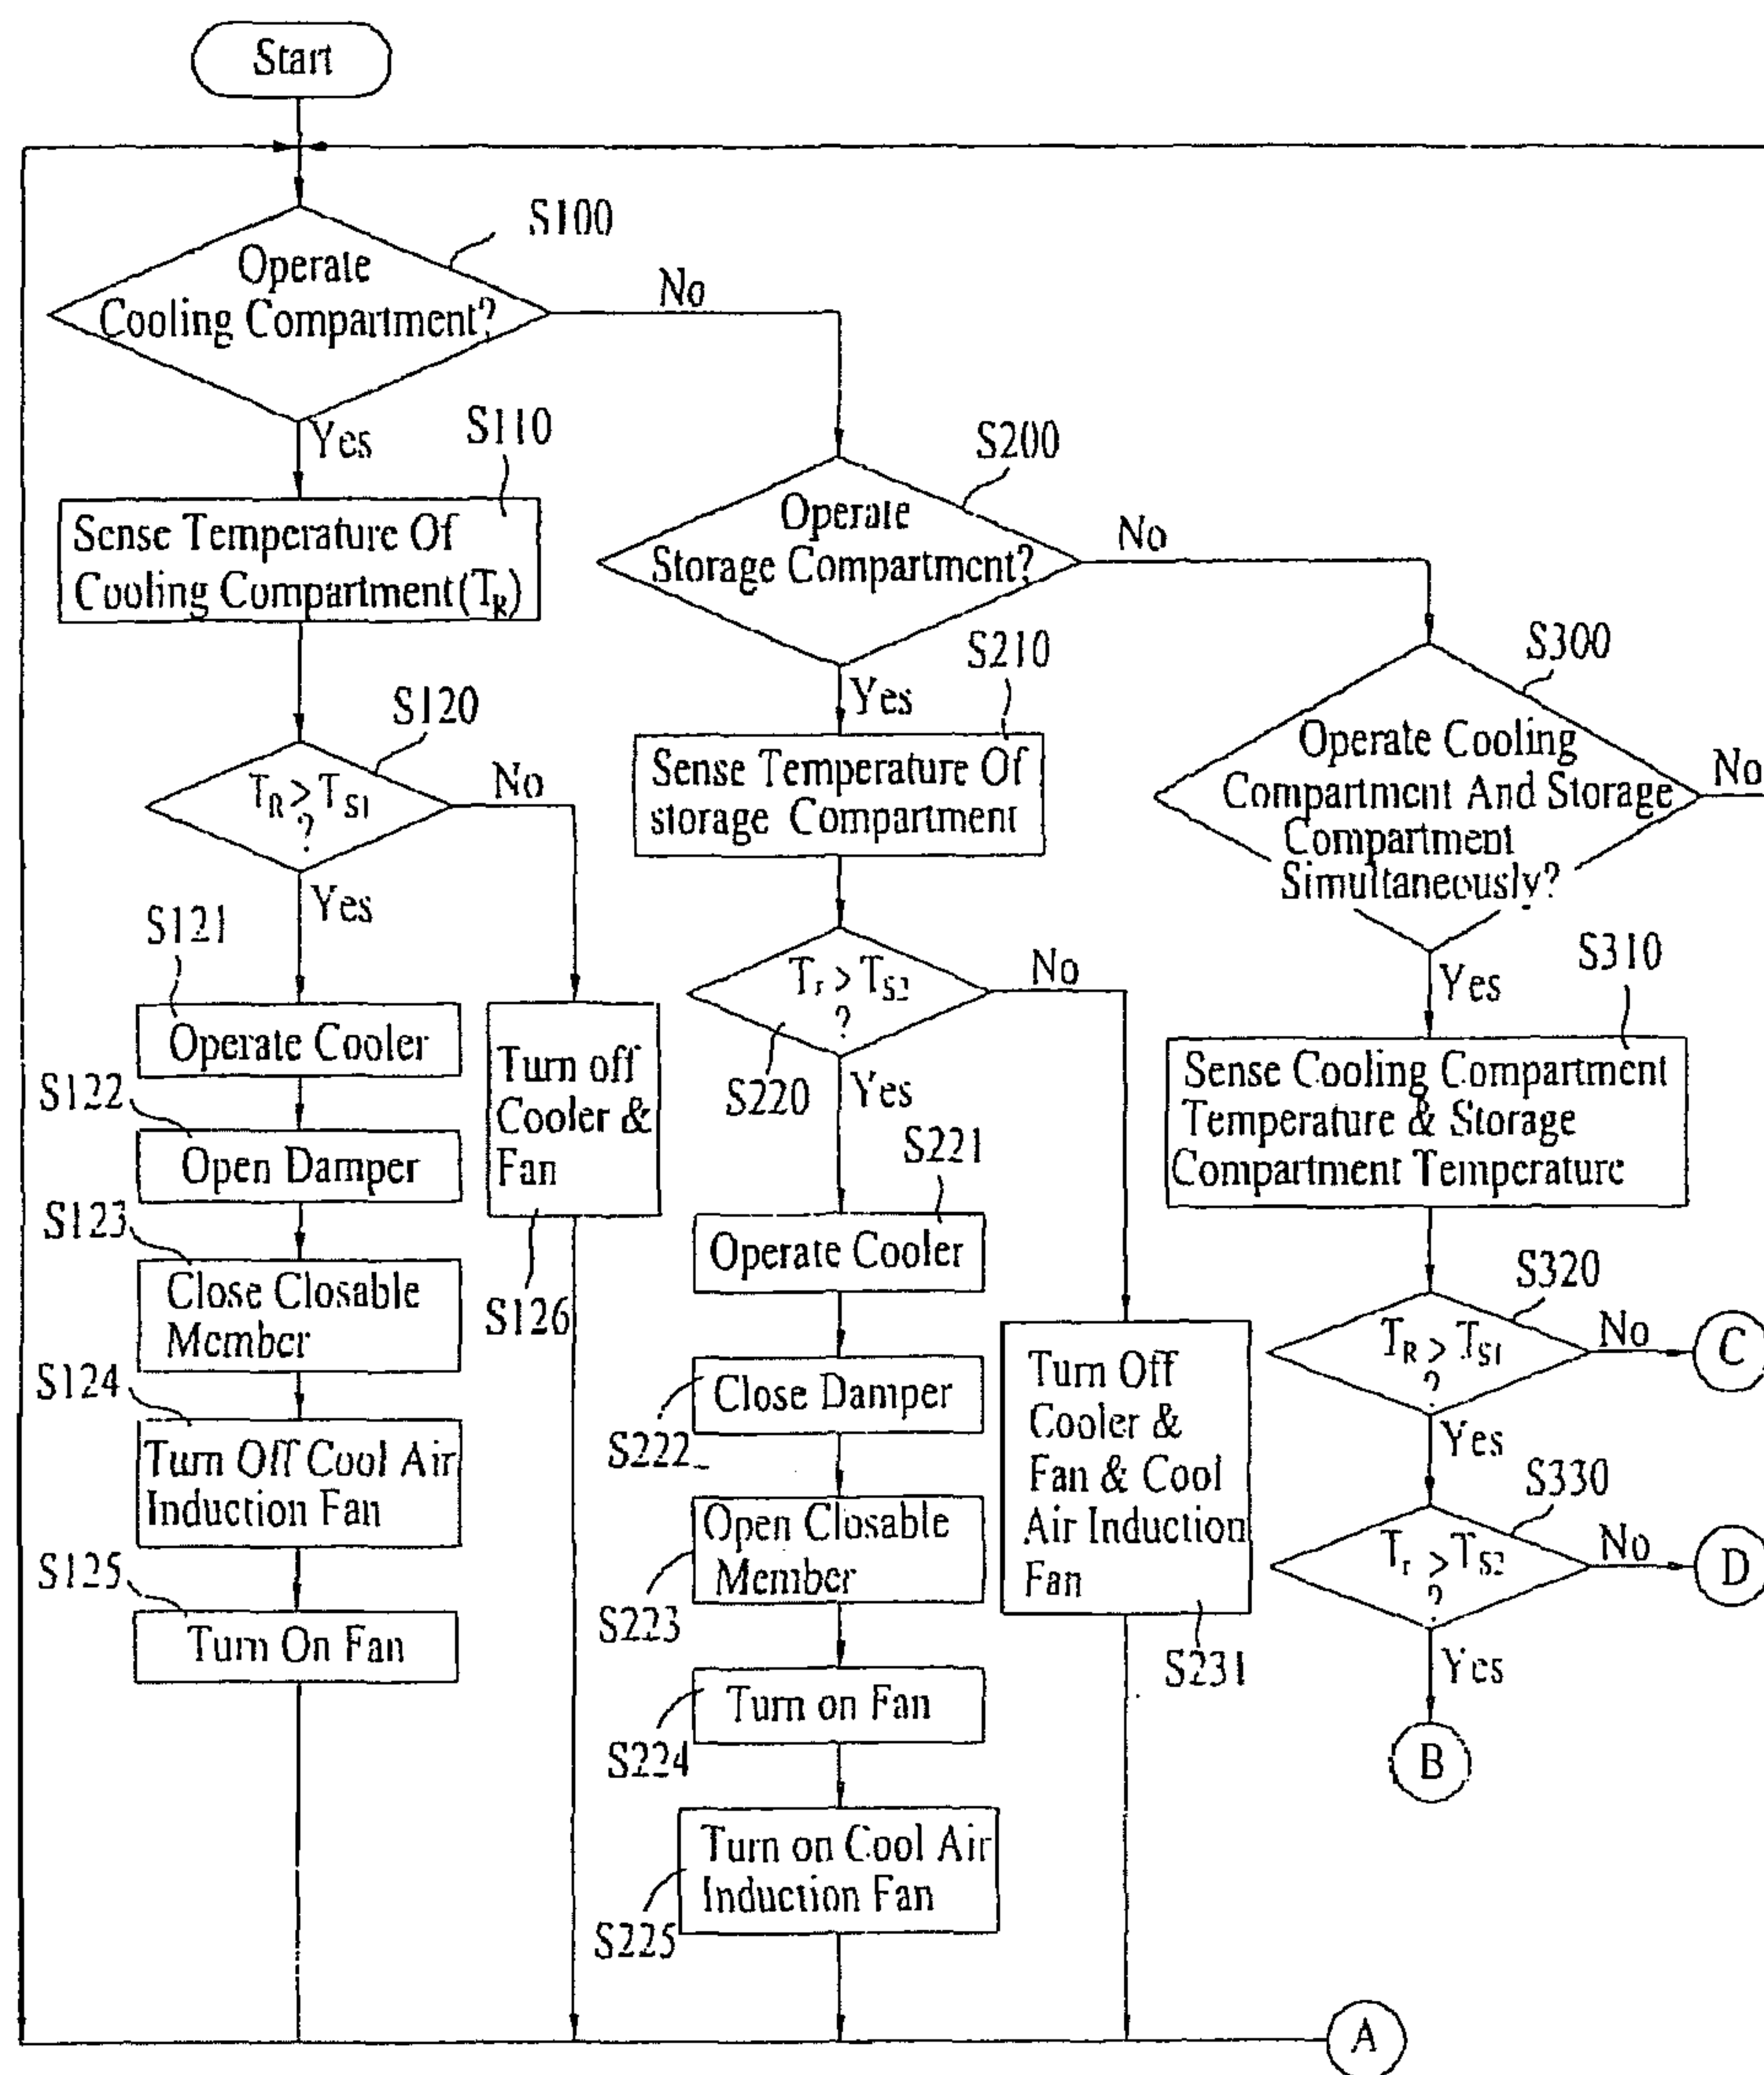 Start
S100
Operate
Cooling Compartment?
No
Yes
S110
Sense Temperature Of
Cooling Compartment(TR)
S120
TR > TS1
?
No
Yes
S121
Operate Cooler
S122
Open Damper
S123
Close Closable
Member
S124
Turn Off Cool Air
Induction Fan
S125
Turn On Fan
Turn off
Cooler &
Fan
S126
S200
Operate
Storage Compartment?
No
Yes
S210
Sense Temperature Of
storage Compartment
Tr > TS2
?
No
S220
Yes
S221
Operate Cooler
Close Damper
S222
Open Closable
Member
S223
Turn on Fan
S224
Turn on Cool Air
Induction Fan
S225
Turn Off
Cooler &
Fan & Cool
Air Induction
Fan
S231
S300
Operate Cooling
Compartment And Storage
Compartment
Simultaneously?
No
Yes
S310
Sense Cooling Compartment
Temperature & Storage
Compartment Temperature
S320
TR > TS1
?
No
C
Yes
S330
Tr > TS2
?
No
D
Yes
B
A